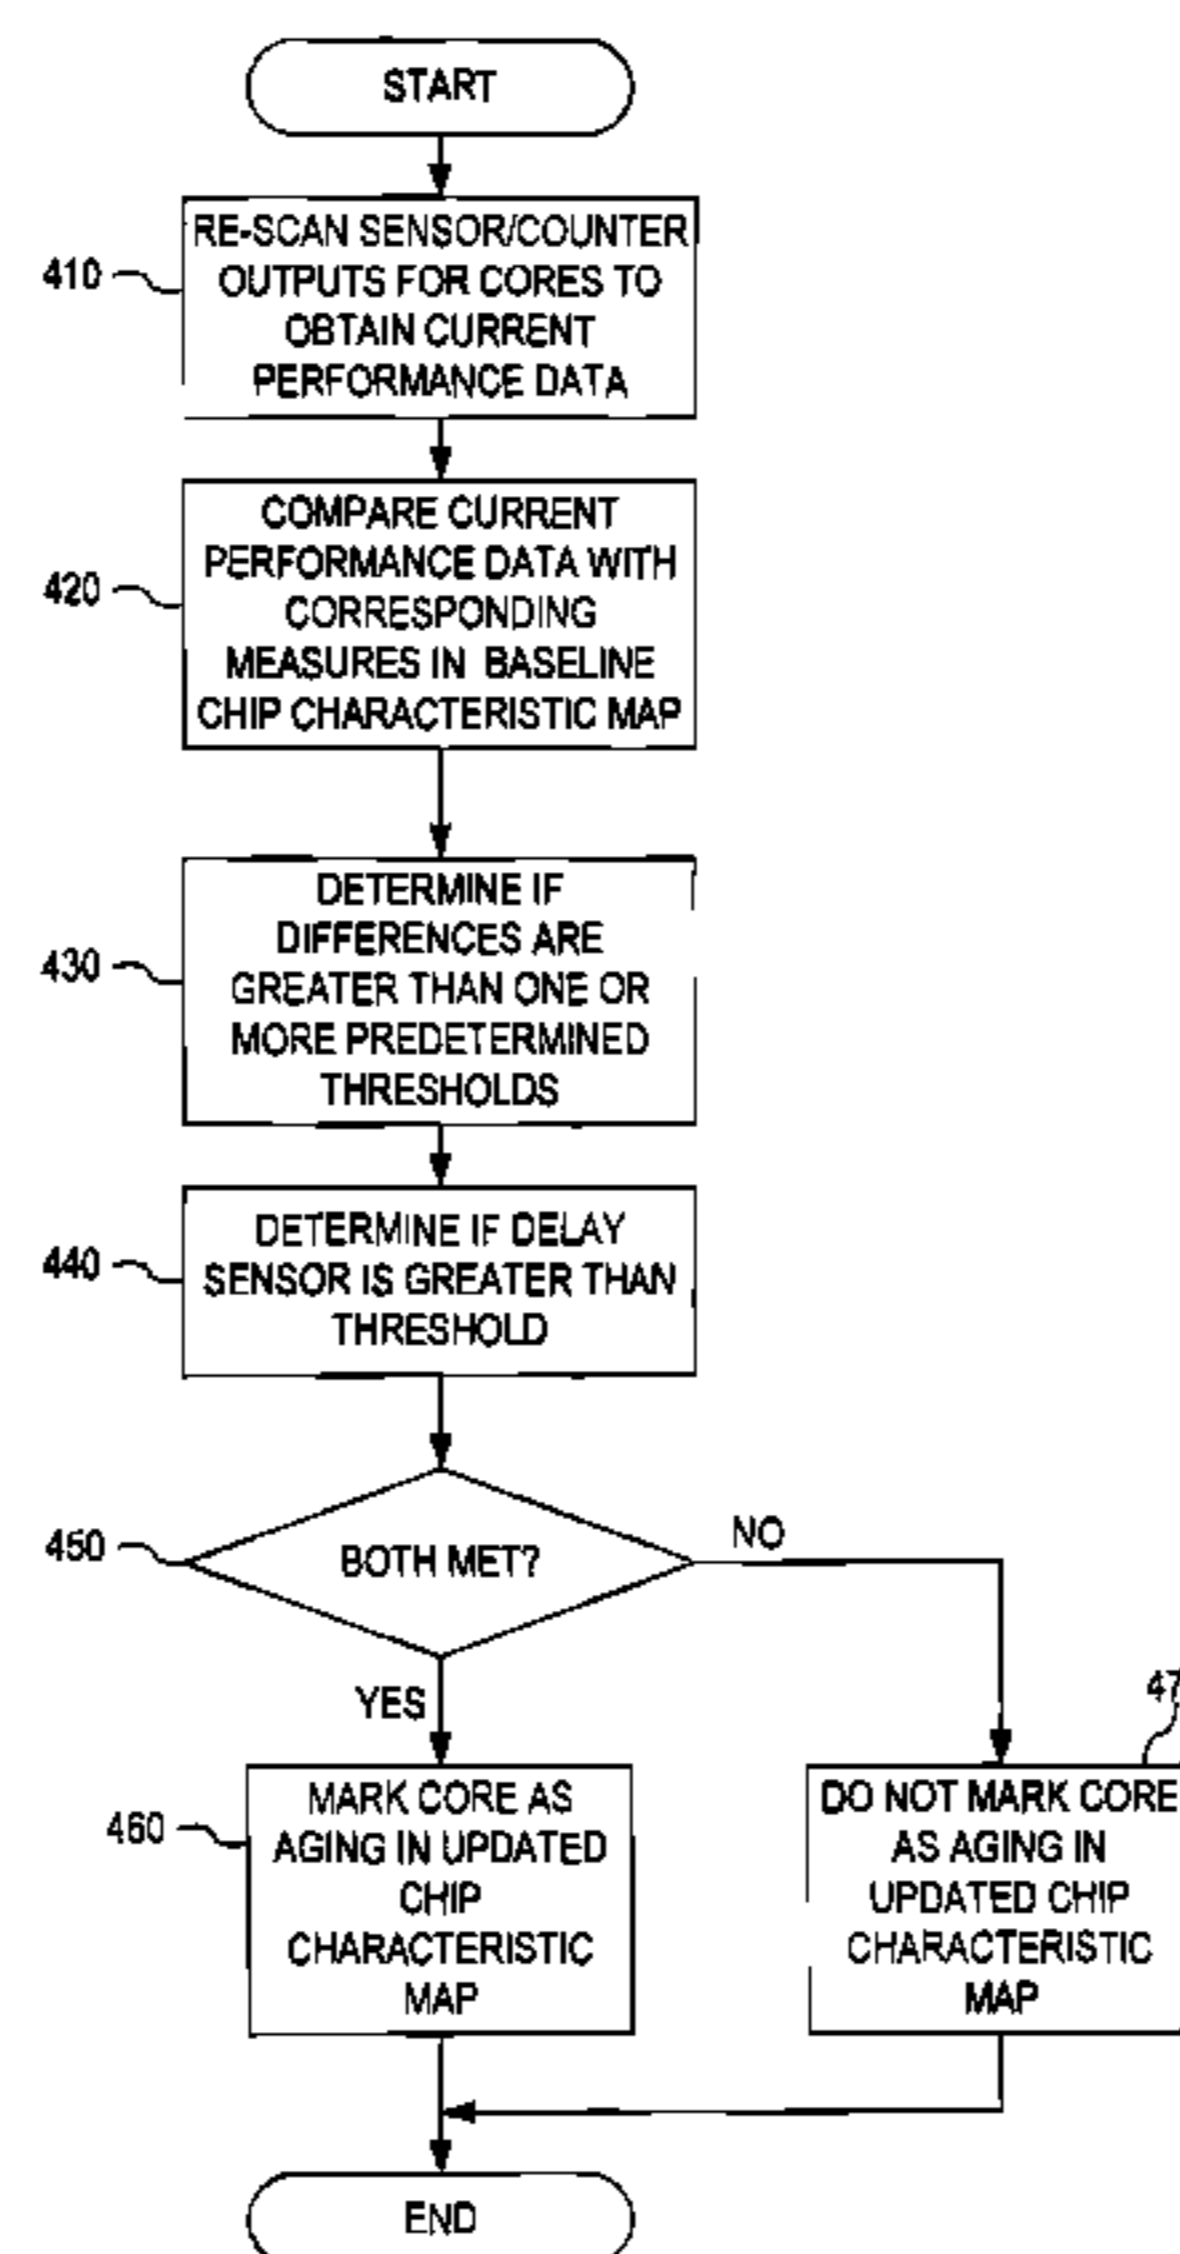 START
RE-SCAN SENSOR/COUNTER
OUTPUTS FOR CORES TO
OBTAIN CURRENT
PERFORMANCE DATA
410
COMPARE CURRENT
PERFORMANCE DATA WITH
CORRESPONDING
MEASURES IN BASELINE
CHIP CHARACTERISTIC MAP
420
DETERMINE IF
DIFFERENCES ARE
GREATER THAN ONE OR
MORE PREDETERMINED
THRESHOLDS
430
DETERMINE IF DELAY
SENSOR IS GREATER THAN
THRESHOLD
440
BOTH MET?
450
NO
YES
MARK CORE AS
AGING IN UPDATED
CHIP
CHARACTERISTIC
MAP
460
DO NOT MARK CORE
AS AGING IN
UPDATED CHIP
CHARACTERISTIC
MAP
END